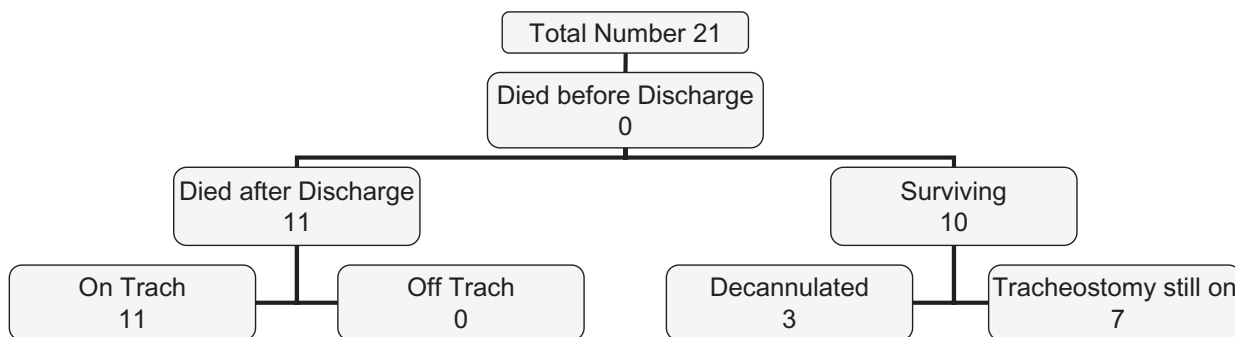 Total Number 21
Died before Discharge
0
Died after Discharge
11
Surviving
10
On Trach
11
Off Trach
0
Decannulated
3
Tracheostomy still on
7